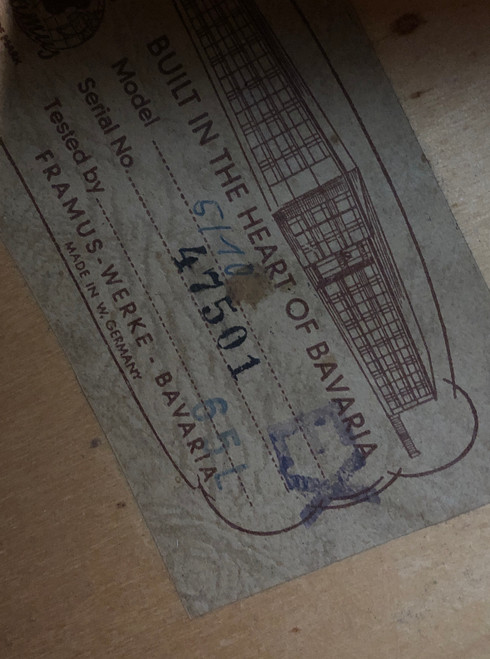 BUILT IN THE HEART OF BAVARIA
Model 5/10
Serial No. 47501 65L
Tested by
FRAMUS-WERKE - BAVARIA
MADE IN W. GERMANY